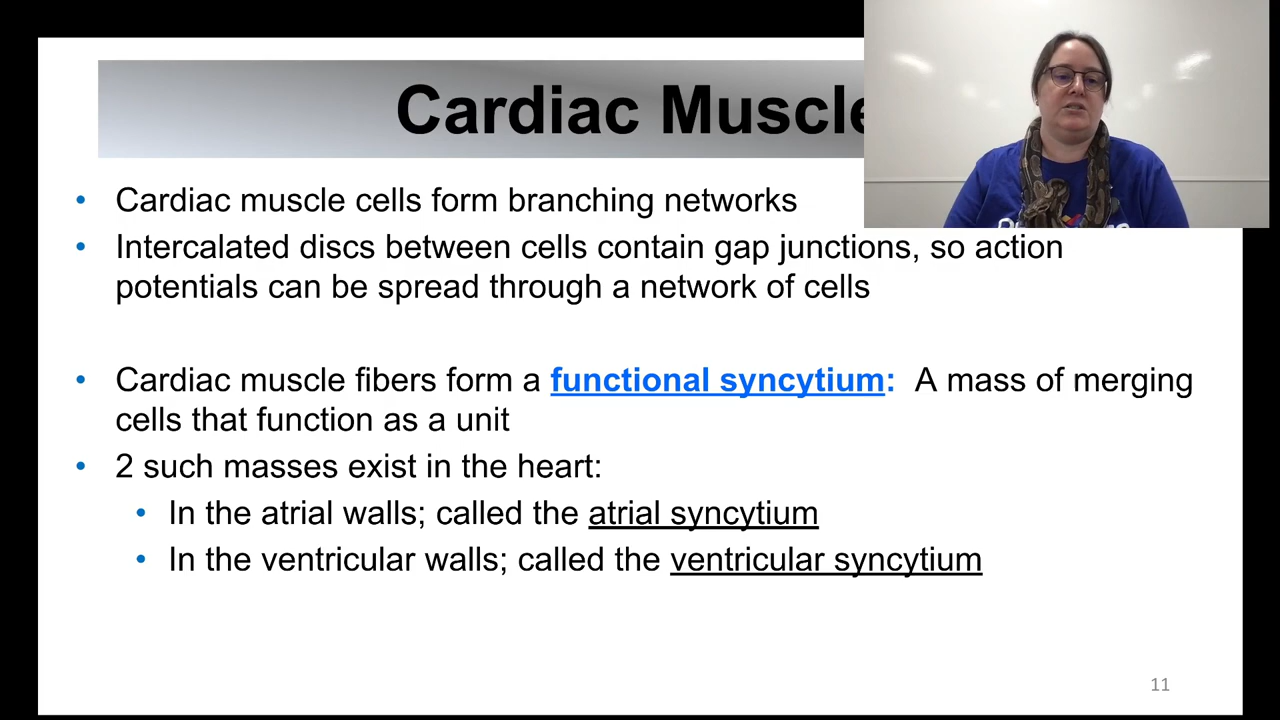 Cardiac Muscle
• Cardiac muscle cells form branching networks
• Intercalated discs between cells contain gap junctions, so action
potentials can be spread through a network of cells
• Cardiac muscle fibers form a functional syncytium: A mass of merging
cells that function as a unit
• 2 such masses exist in the heart:
• In the atrial walls; called the atrial syncytium
• In the ventricular walls; called the ventricular syncytium
11